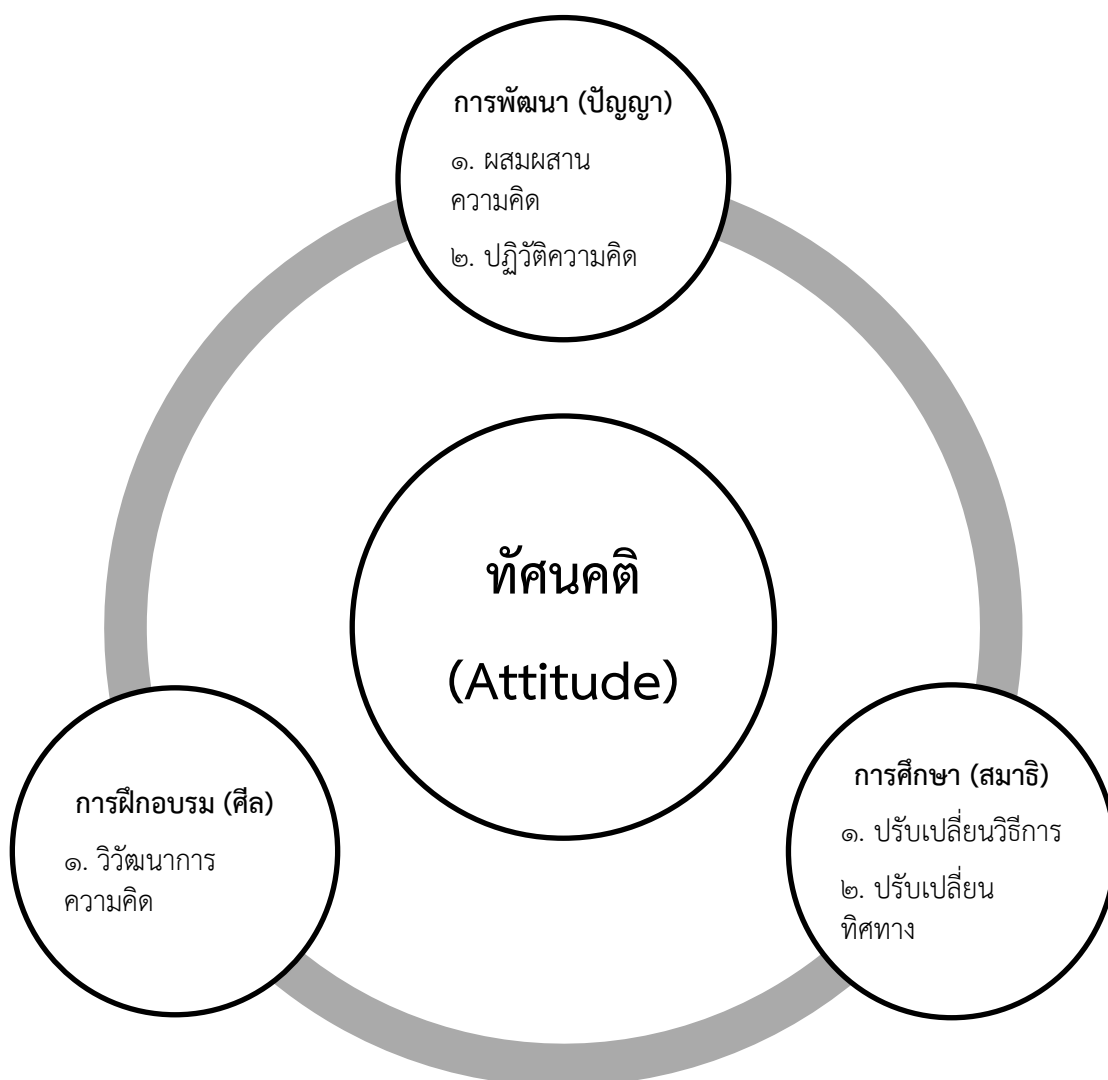 การพัฒนา (ปัญญา)
๑. ผสมผสาน
ความคิด
๒. ปฏิวัติความคิด
ทัศนคติ
(Attitude)
การฝึกอบรม (ศีล)
๑. วิวัฒนาการ
ความคิด
การศึกษา (สมาธิ)
๑. ปรับเปลี่ยนวิธีการ
๒. ปรับเปลี่ยน
ทิศทาง